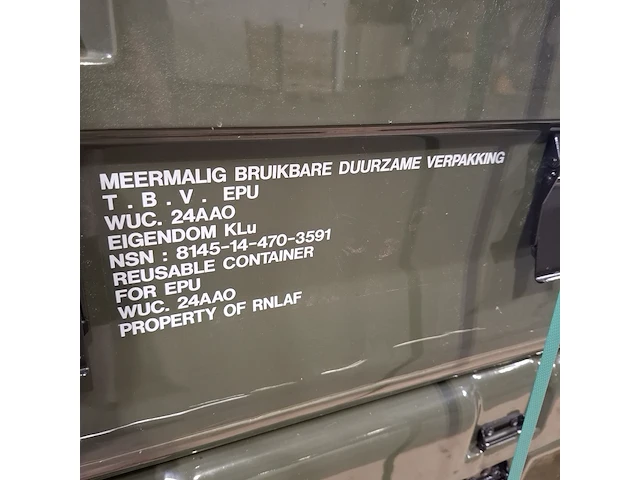 MEERMALIG BRUIKBARE DUURZAME VERPAKKING
T . B . V . EPU
WUC. 24AAO
EIGENDOM KLu
NSN : 8145-14-470-3591
REUSABLE CONTAINER
FOR EPU
WUC. 24AAO
PROPERTY OF RNLAF